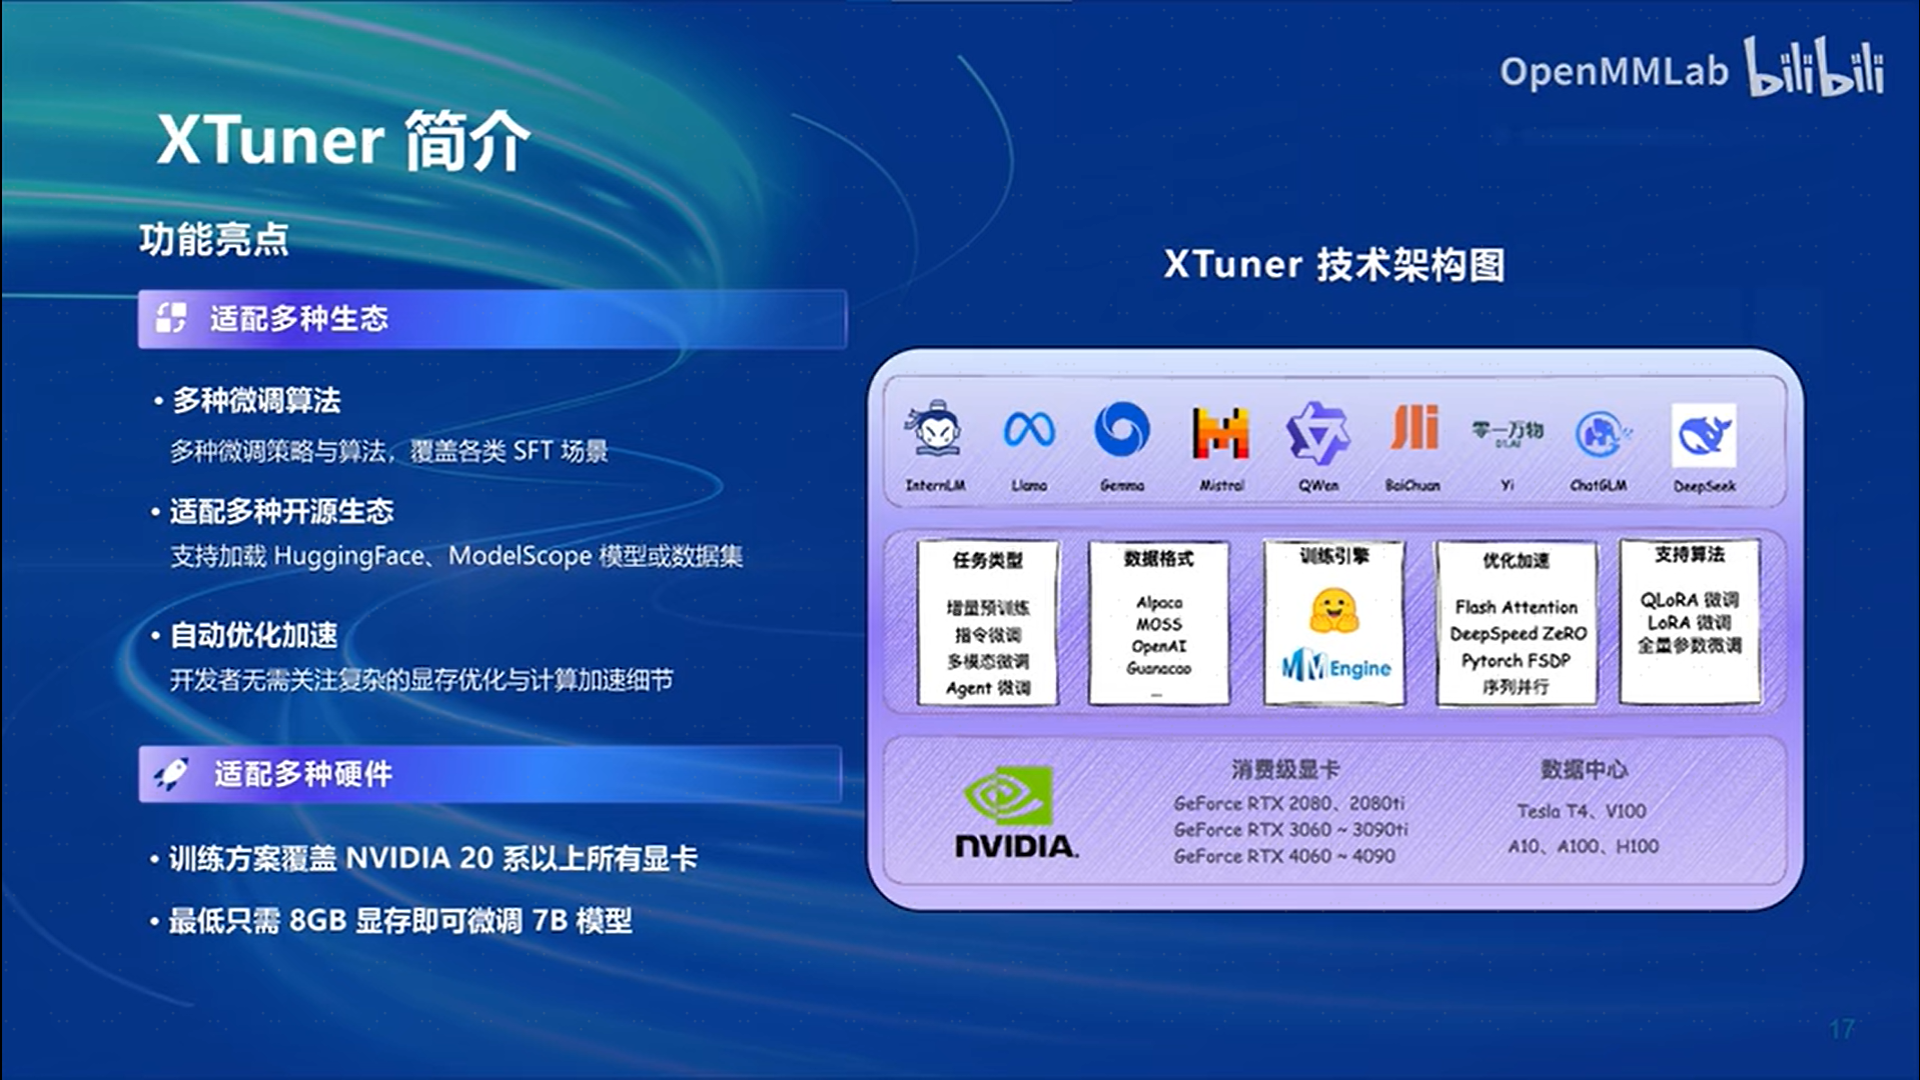 OpenMMLab bilibili
XTuner 简介
功能亮点
适配多种生态
• 多种微调算法
多种微调策略与算法，覆盖各类 SFT 场景
• 适配多种开源生态
支持加载 HuggingFace、ModelScope 模型或数据集
• 自动优化加速
开发者无需关注复杂的显存优化与计算加速细节
适配多种硬件
• 训练方案覆盖 NVIDIA 20 系以上所有显卡
• 最低只需 8GB 显存即可微调 7B 模型
XTuner 技术架构图
零一万物
01.AI
InternLM Llama Gemma Mistral QWen BaiChuan Yi ChatGLM DeepSeek
任务类型
增量预训练
指令微调
多模态微调
Agent 微调
数据格式
Alpaca
MOSS
OpenAI
Guanacao
...
训练引擎
MMEngine
优化加速
Flash Attention
DeepSpeed ZeRO
Pytorch FSDP
序列并行
支持算法
QLoRA 微调
LoRA 微调
全量参数微调
NVIDIA.
消费级显卡
GeForce RTX 2080、2080ti
GeForce RTX 3060 ~ 3090ti
GeForce RTX 4060 ~ 4090
数据中心
Tesla T4、V100
A10、A100、H100
17